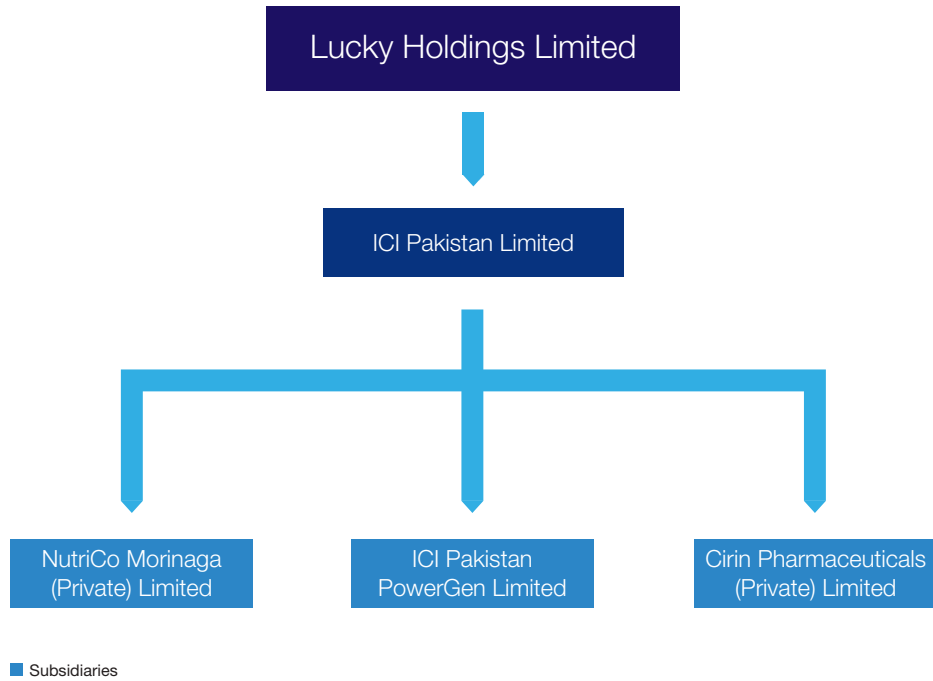 Lucky Holdings Limited
ICI Pakistan Limited
NutriCo Morinaga
(Private) Limited
ICI Pakistan
PowerGen Limited
Cirin Pharmaceuticals
(Private) Limited
Subsidiaries